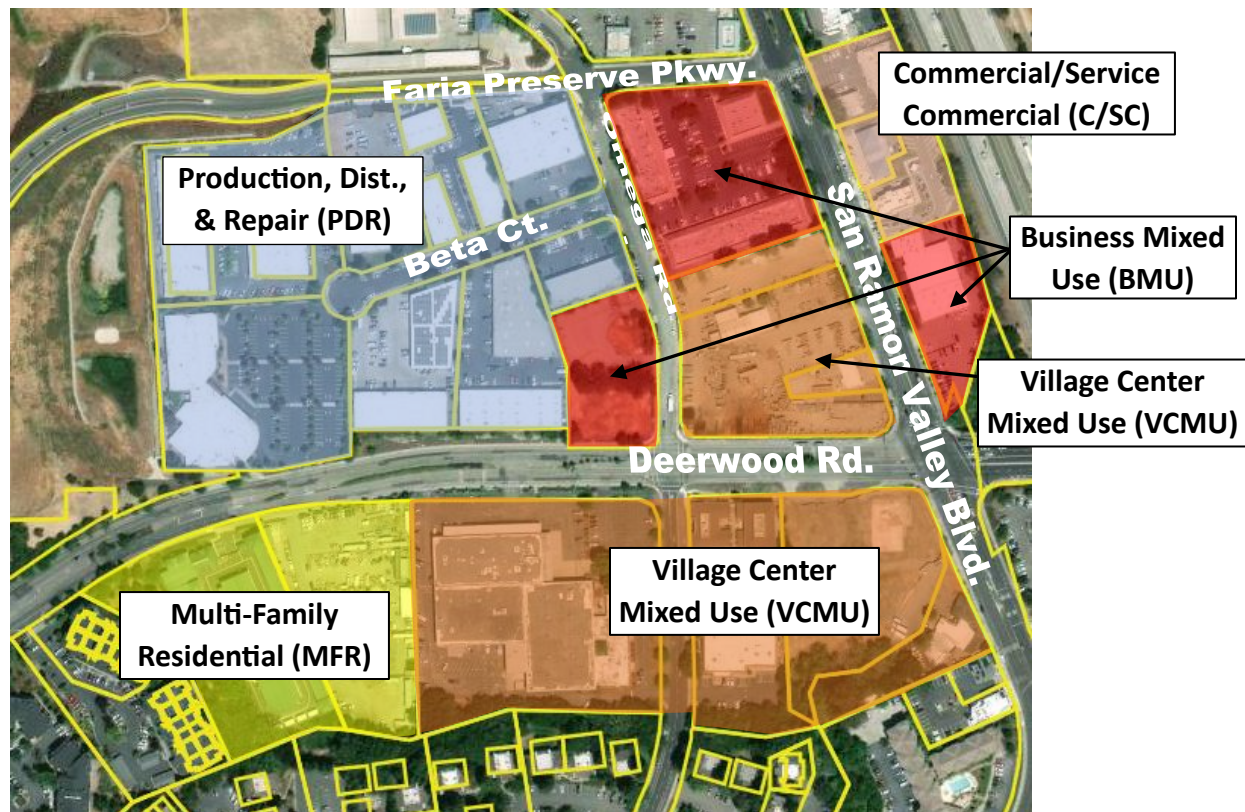 Faria Preserve Pkwy.
Commercial/Service
Commercial (C/SC)
Omega Rd.
Production, Dist.,
& Repair (PDR)
San Ramon Valley Blvd.
Beta Ct.
Business Mixed
Use (BMU)
Village Center
Mixed Use (VCMU)
Deerwood Rd.
Village Center
Mixed Use (VCMU)
Multi-Family
Residential (MFR)